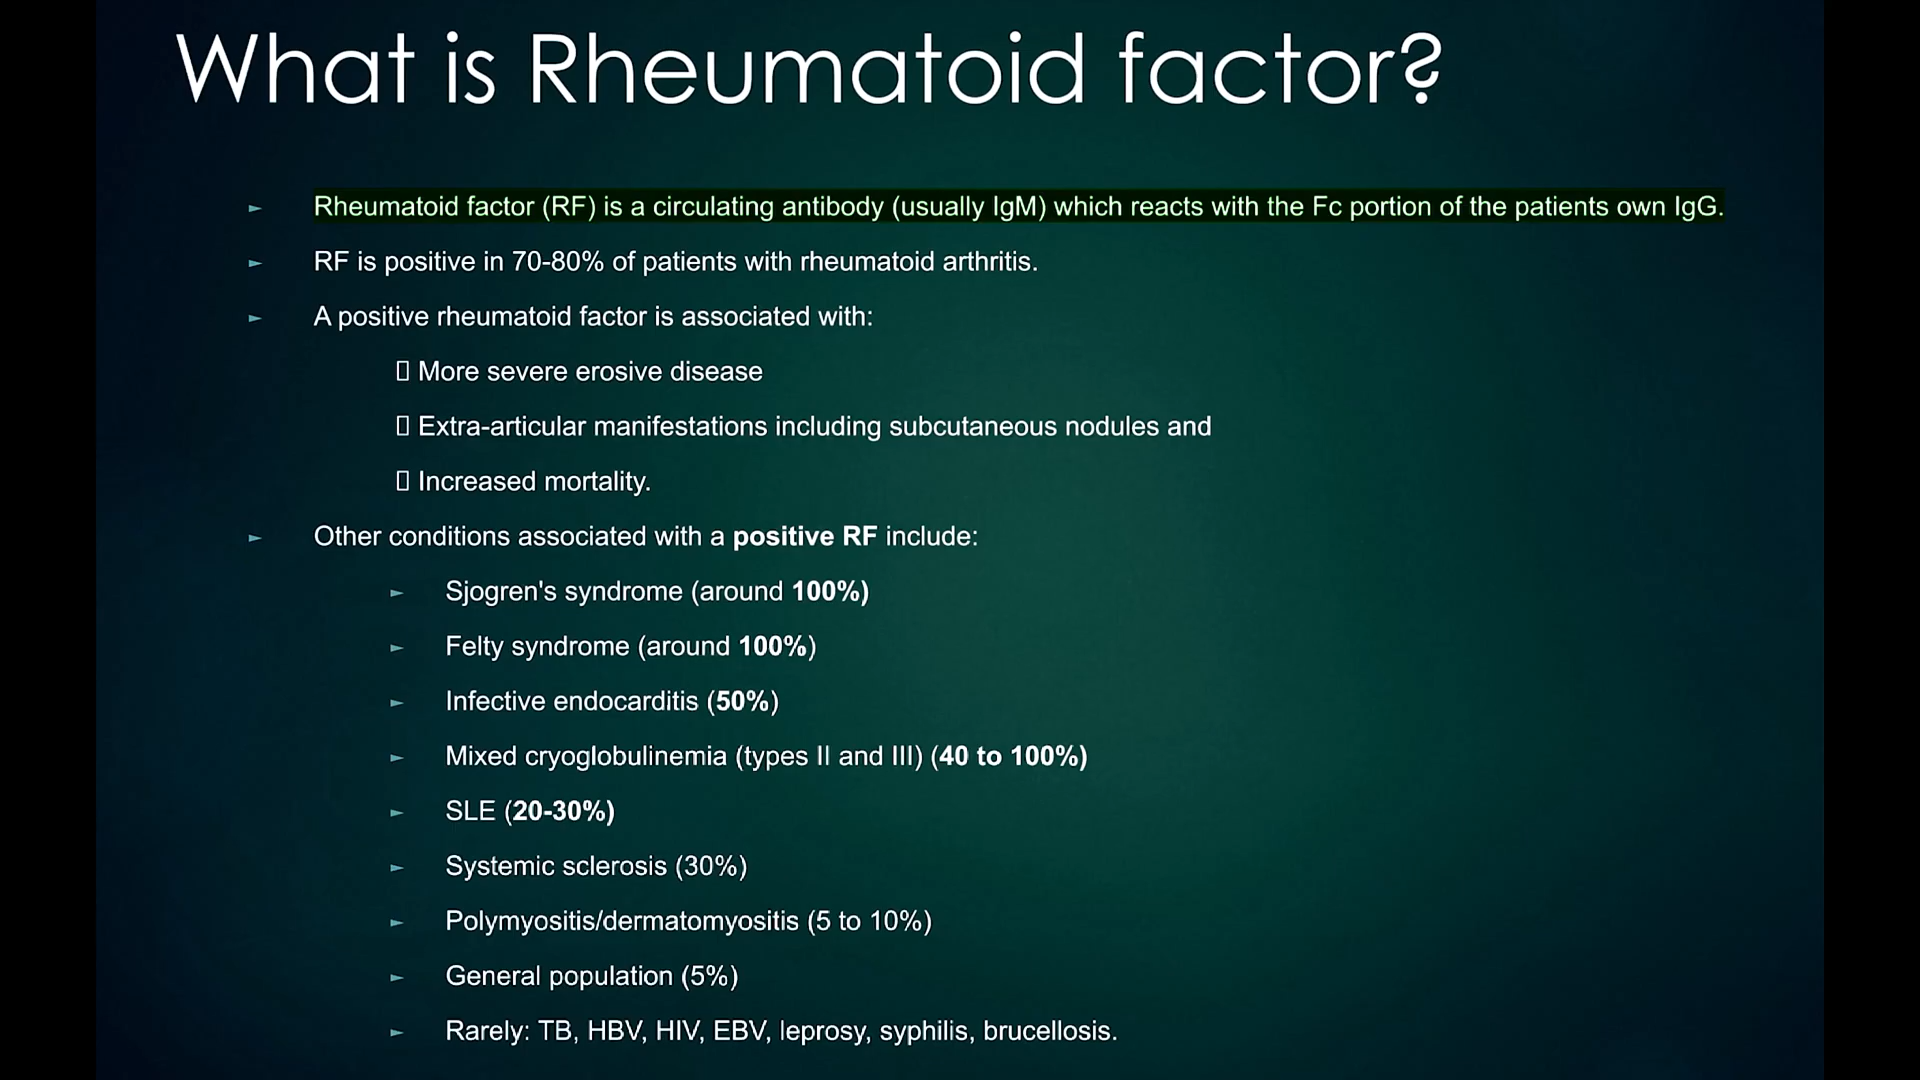 What is Rheumatoid factor?
► Rheumatoid factor (RF) is a circulating antibody (usually IgM) which reacts with the Fc portion of the patients own IgG.
► RF is positive in 70-80% of patients with rheumatoid arthritis.
► A positive rheumatoid factor is associated with:
▯ More severe erosive disease
▯ Extra-articular manifestations including subcutaneous nodules and
▯ Increased mortality.
► Other conditions associated with a positive RF include:
► Sjogren's syndrome (around 100%)
► Felty syndrome (around 100%)
► Infective endocarditis (50%)
► Mixed cryoglobulinemia (types II and III) (40 to 100%)
► SLE (20-30%)
► Systemic sclerosis (30%)
► Polymyositis/dermatomyositis (5 to 10%)
► General population (5%)
► Rarely: TB, HBV, HIV, EBV, leprosy, syphilis, brucellosis.